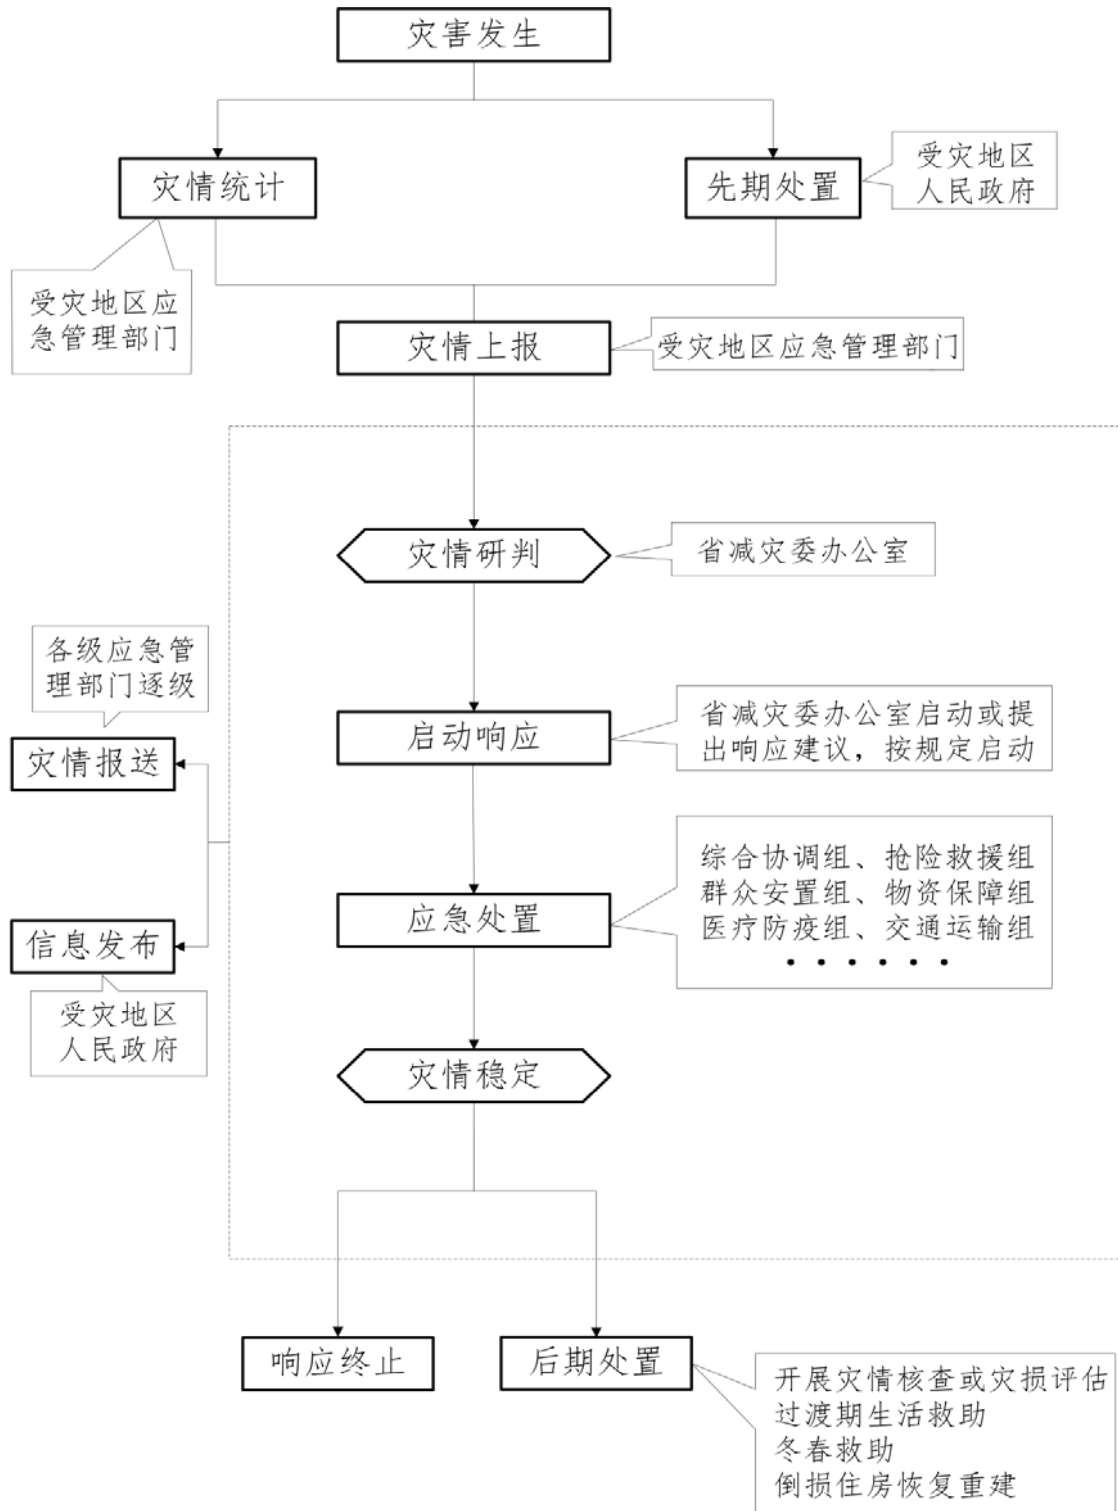 灾害发生
灾情统计
先期处置
受灾地区
人民政府
受灾地区应
急管理部门
灾情上报
受灾地区应急管理部门
灾情研判
省减灾委办公室
各级应急管
理部门逐级
灾情报送
启动响应
省减灾委办公室启动或提
出响应建议，按规定启动
综合协调组、抢险救援组
群众安置组、物资保障组
医疗防疫组、交通运输组
······
应急处置
信息发布
受灾地区
人民政府
灾情稳定
响应终止
后期处置
开展灾情核查或灾损评估
过渡期生活救助
冬春救助
倒损住房恢复重建